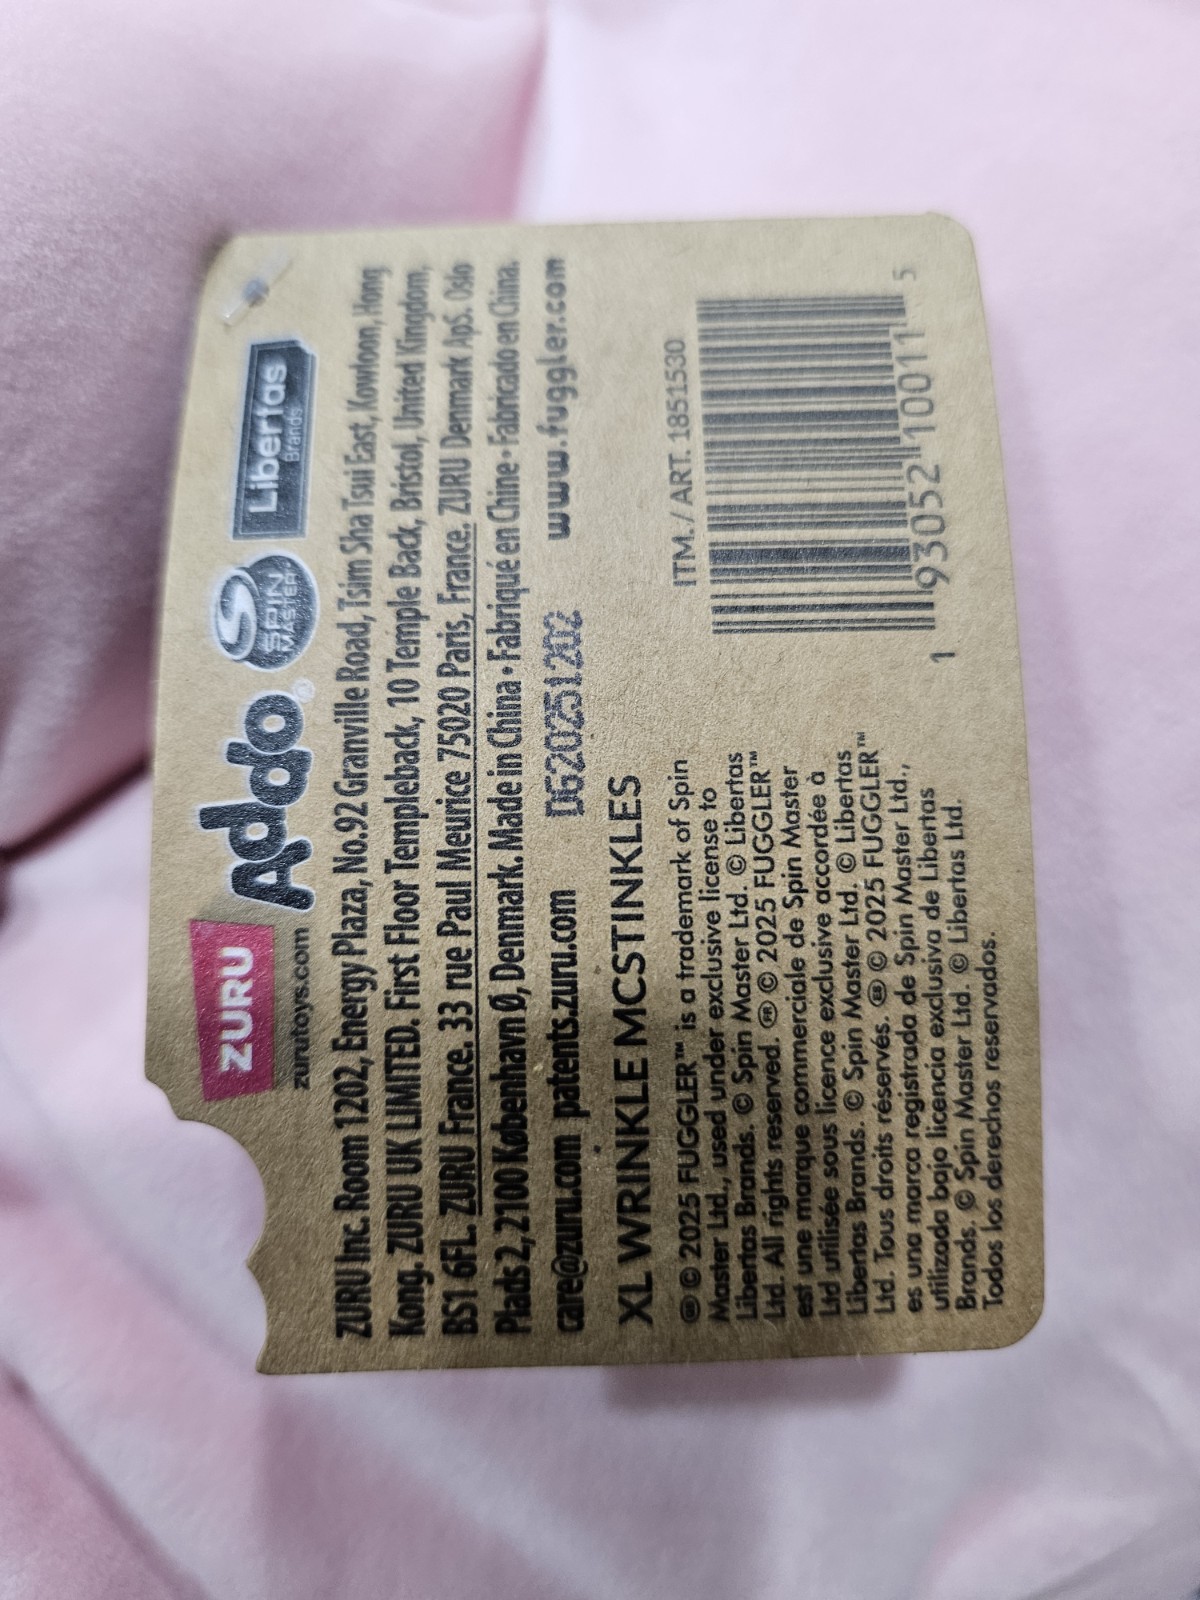 ZURU
zurutoys.com
Addo®
SPIN
MASTER
Libertas
Brands
ZURU Inc. Room 1202, Energy Plaza, No.92 Granville Road, Tsim Sha Tsui East, Kowloon, Hong
Kong. ZURU UK LIMITED. First Floor Templeback, 10 Temple Back, Bristol, United Kingdom,
BS1 6FL. ZURU France. 33 rue Paul Meurice 75020 Paris, France. ZURU Denmark ApS. Oslo
Plads 2, 2100 København Ø, Denmark. Made in China • Fabriqué en Chine • Fabricado en China.
care@zuru.com patents.zuru.com DG20251202 www.fuggler.com
XL WRINKLE MCSTINKLES
© 2025 FUGGLER™ is a trademark of Spin
Master Ltd., used under exclusive license to
Libertas Brands. © Spin Master Ltd. © Libertas
Ltd. All rights reserved. FR © 2025 FUGGLER™
est une marque commerciale de Spin Master
Ltd utilisée sous licence exclusive accordée à
Libertas Brands. © Spin Master Ltd. © Libertas
Ltd. Tous droits réservés. © 2025 FUGGLER™
es una marca registrada de Spin Master Ltd.,
utilizada bajo licencia exclusiva de Libertas
Brands. © Spin Master Ltd. © Libertas Ltd.
Todos los derechos reservados.
ITM./ART. 1851530
1 93052 10011 5